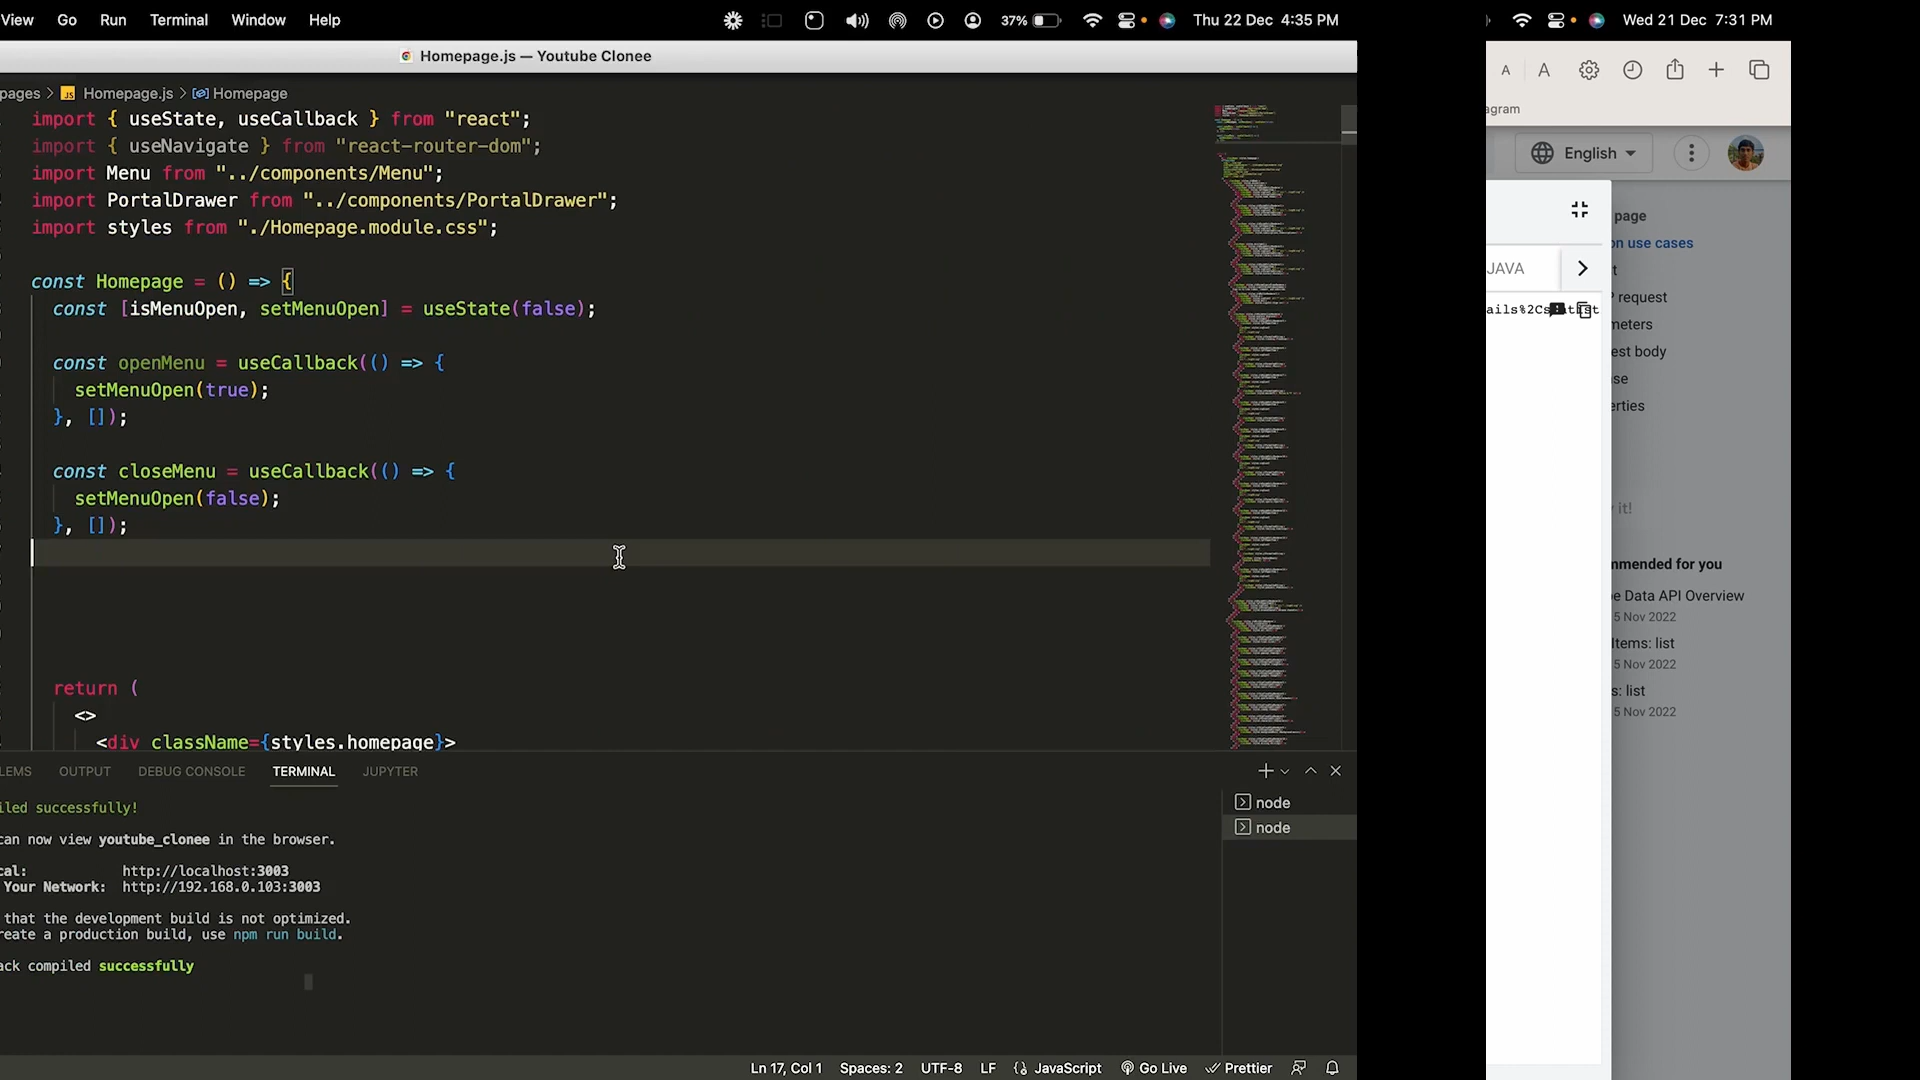 View Go Run Terminal Window Help 37% Thu 22 Dec 4:35 PM
Homepage.js — Youtube Clonee
pages > JS Homepage.js > Homepage
import { useState, useCallback } from "react";
import { useNavigate } from "react-router-dom";
import Menu from "../components/Menu";
import PortalDrawer from "../components/PortalDrawer";
import styles from "./Homepage.module.css";
const Homepage = () => {
const [isMenuOpen, setMenuOpen] = useState(false);
const openMenu = useCallback(() => {
setMenuOpen(true);
}, []);
const closeMenu = useCallback(() => {
setMenuOpen(false);
}, []);
return (
<>
<div className={styles.homepage}>
LEMS OUTPUT DEBUG CONSOLE TERMINAL JUPYTER
iled successfully!
can now view youtube_clonee in the browser.
cal: http://localhost:3003
Your Network: http://192.168.0.103:3003
that the development build is not optimized.
reate a production build, use npm run build.
ack compiled successfully
node
node
Ln 17, Col 1 Spaces: 2 UTF-8 LF {} JavaScript Go Live Prettier
Wed 21 Dec 7:31 PM
A A
agram
English
page
on use cases
t
JAVA
P request
ails%2Cs
meters
est body
se
erties
y it!
mmended for you
e Data API Overview
5 Nov 2022
Items: list
5 Nov 2022
s: list
5 Nov 2022